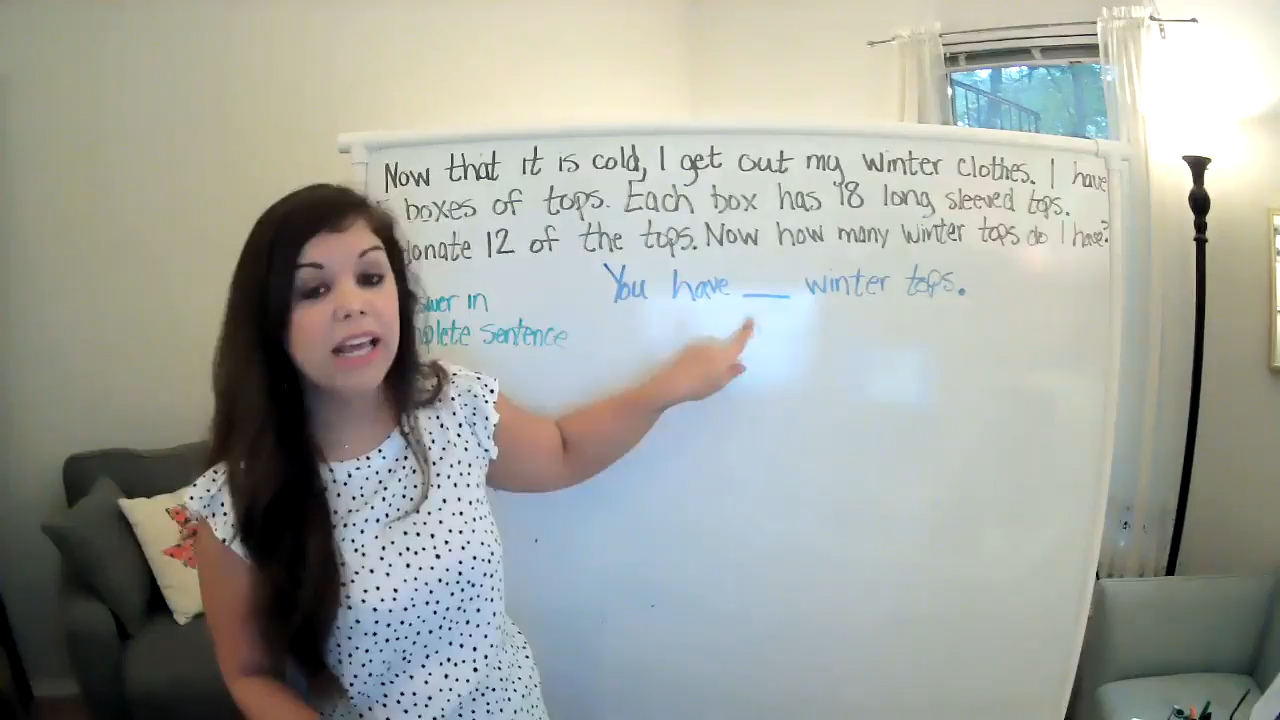 Now that it is cold, I get out my winter clothes. I have
boxes of tops. Each box has 18 long sleeved tops.
12 of the tops. Now how many winter tops do I have?
You have ___ winter tops.
in
sentence